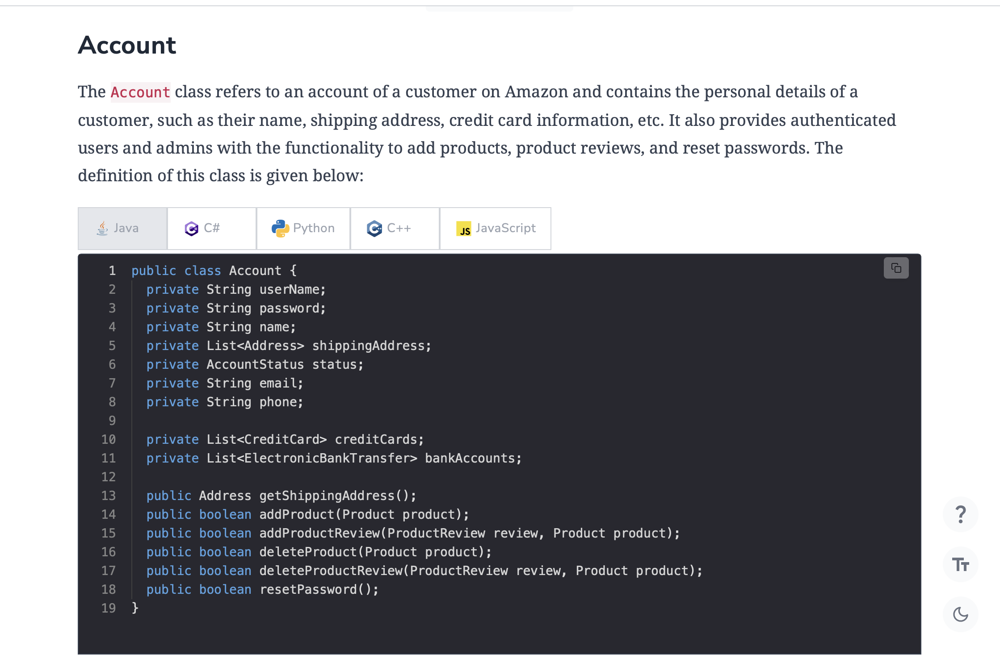 Account
The Account class refers to an account of a customer on Amazon and contains the personal details of a
customer, such as their name, shipping address, credit card information, etc. It also provides authenticated
users and admins with the functionality to add products, product reviews, and reset passwords. The
definition of this class is given below:
Java C# Python C++ JS JavaScript
1 public class Account {
2 private String userName;
3 private String password;
4 private String name;
5 private List<Address> shippingAddress;
6 private AccountStatus status;
7 private String email;
8 private String phone;
9
10 private List<CreditCard> creditCards;
11 private List<ElectronicBankTransfer> bankAccounts;
12
13 public Address getShippingAddress();
14 public boolean addProduct(Product product);
15 public boolean addProductReview(ProductReview review, Product product);
16 public boolean deleteProduct(Product product);
17 public boolean deleteProductReview(ProductReview review, Product product);
18 public boolean resetPassword();
19 }
?
TT